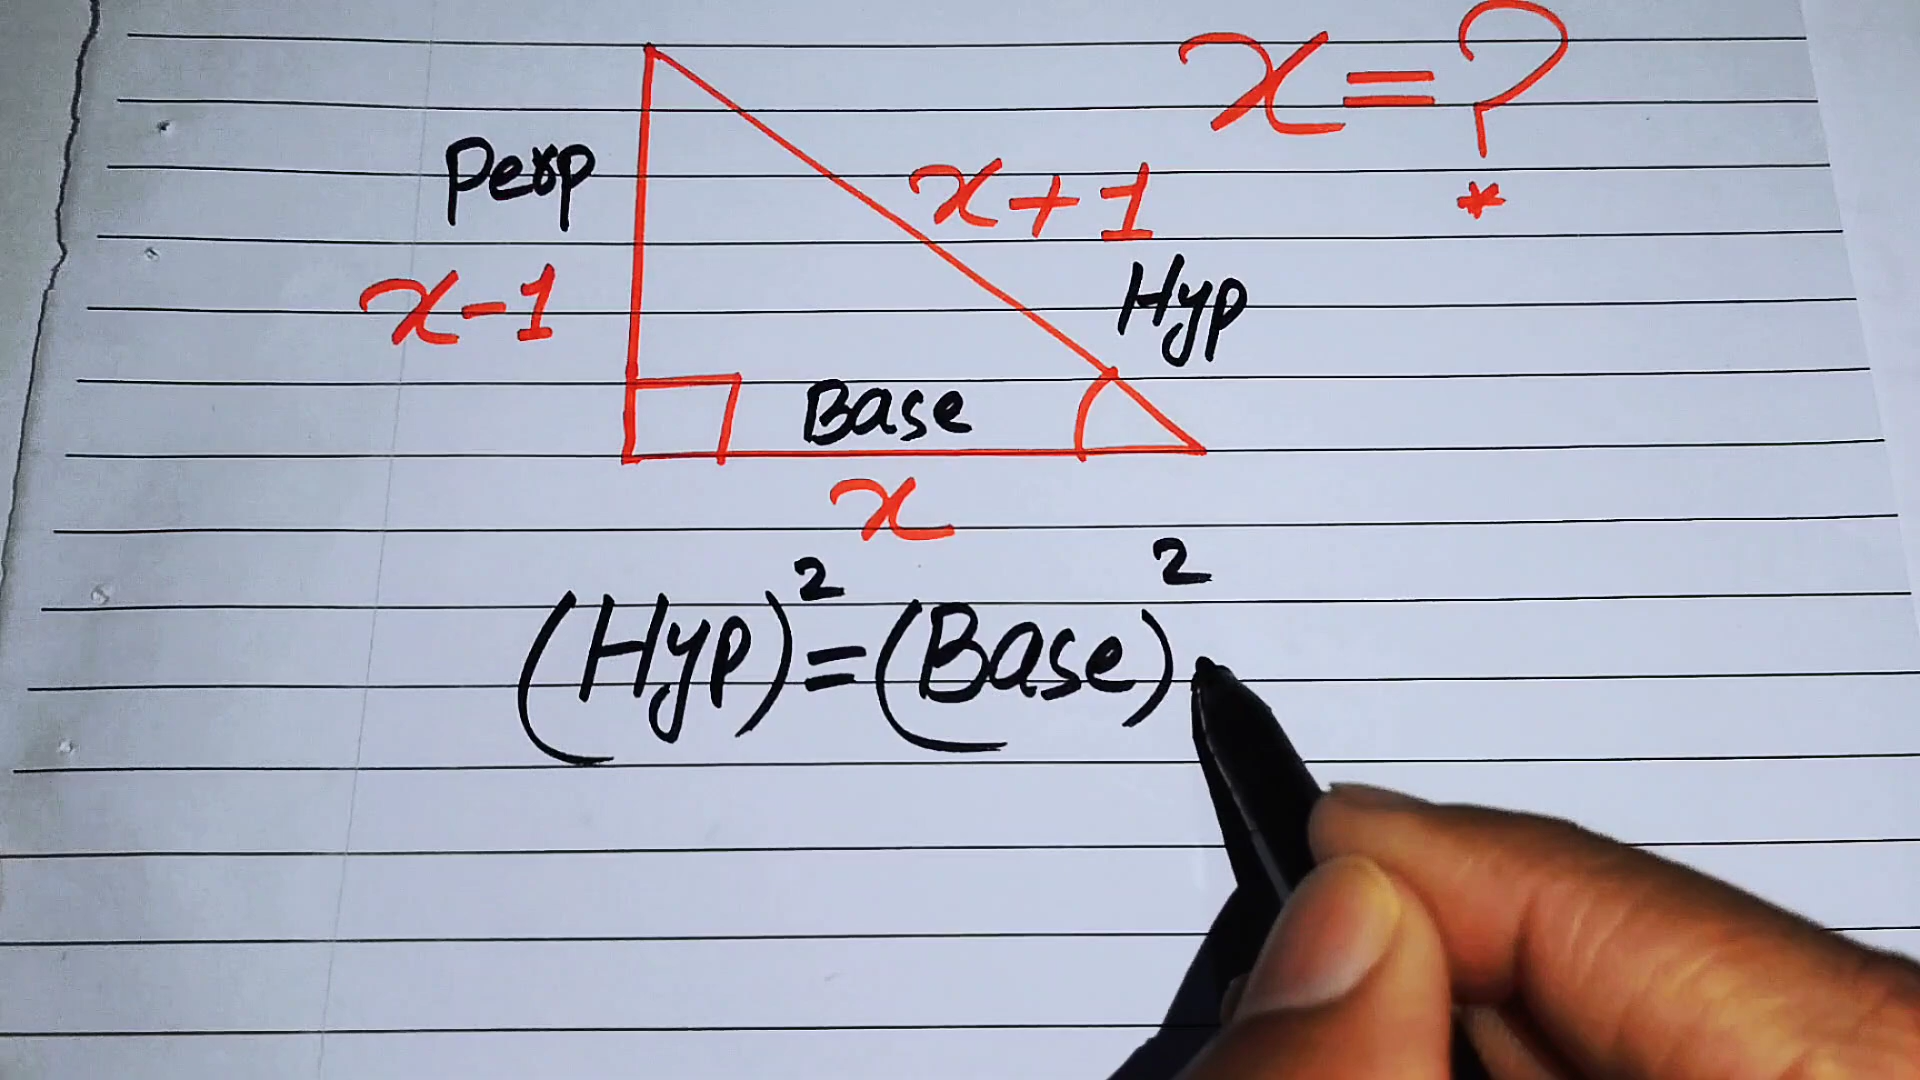 x=?
*
Perp
x+1
x-1
Hyp
Base
x
(Hyp)²=(Base)²